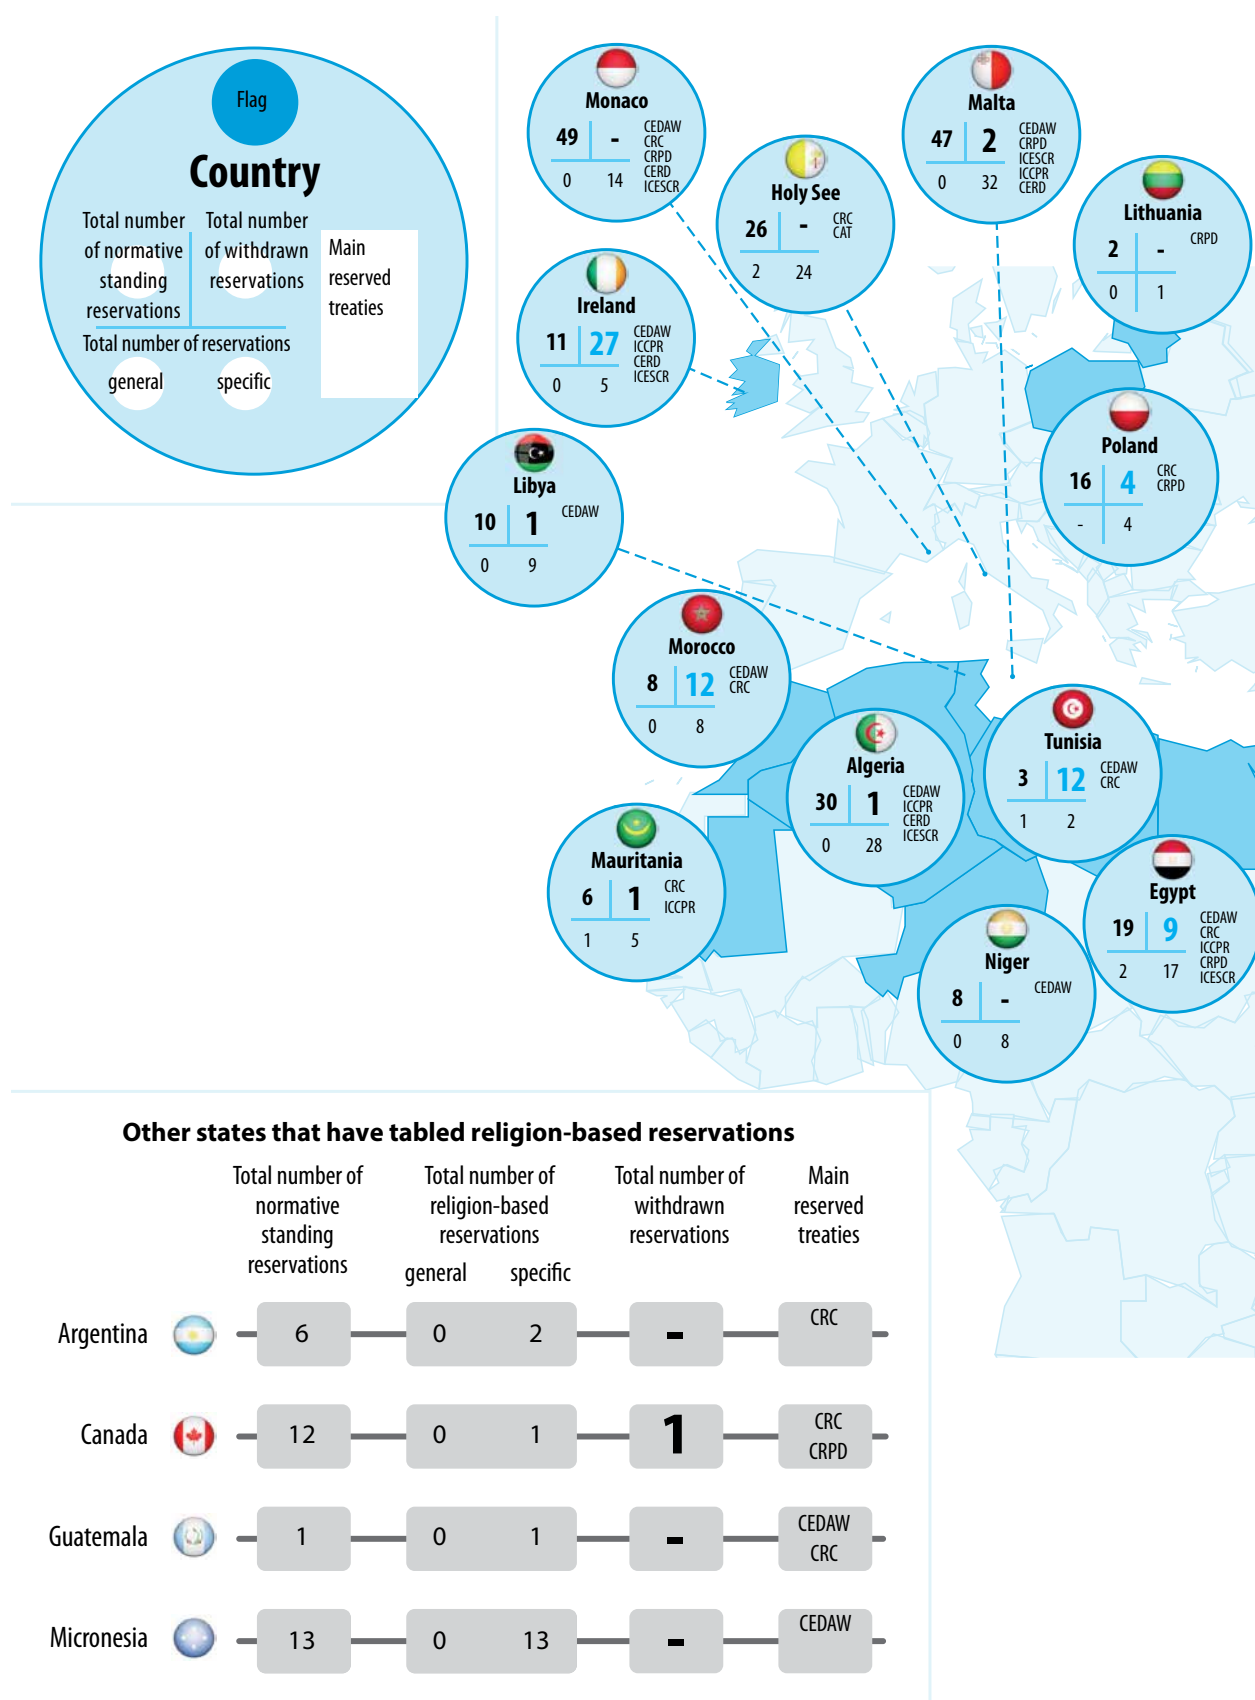 Flag
Country
Total number
of normative
standing
reservations
Total number
of withdrawn
reservations
Main
reserved
treaties
Total number of reservations
general specific
Monaco
49 -
0 14
CEDAW
CRC
CRPD
CERD
ICESCR
Holy See
26 -
2 24
CRC
CAT
Malta
47 2
0 32
CEDAW
CRPD
ICESCR
ICCPR
CERD
Lithuania
2 -
0 1
CRPD
Ireland
11 27
0 5
CEDAW
ICCPR
CERD
ICESCR
Poland
16 4
- 4
CRC
CRPD
Libya
10 1
0 9
CEDAW
Morocco
8 12
0 8
CEDAW
CRC
Algeria
30 1
0 28
CEDAW
ICCPR
CERD
ICESCR
Tunisia
3 12
1 2
CEDAW
CRC
Mauritania
6 1
1 5
CRC
ICCPR
Egypt
19 9
2 17
CEDAW
CRC
ICCPR
CRPD
ICESCR
Niger
8 -
0 8
CEDAW
Other states that have tabled religion-based reservations
Total number of
normative
standing
reservations
Total number of
religion-based
reservations
general specific
Total number of
withdrawn
reservations
Main
reserved
treaties
Argentina 6 0 2 - CRC
Canada 12 0 1 1 CRC
CRPD
Guatemala 1 0 1 - CEDAW
CRC
Micronesia 13 0 13 - CEDAW